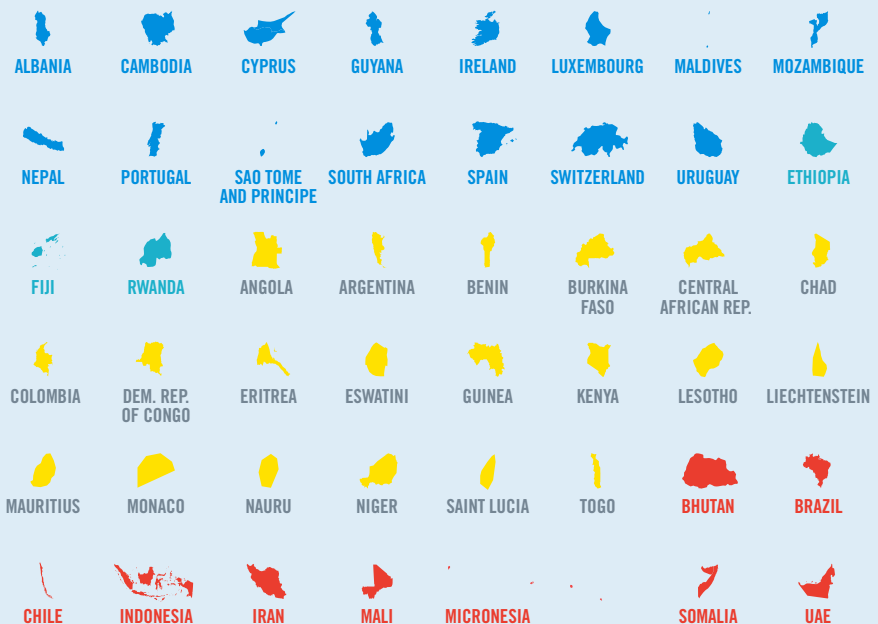 ALBANIA
CAMBODIA
CYPRUS
GUYANA
IRELAND
LUXEMBOURG
MALDIVES
MOZAMBIQUE
NEPAL
PORTUGAL
SAO TOME
AND PRINCIPE
SOUTH AFRICA
SPAIN
SWITZERLAND
URUGUAY
ETHIOPIA
FIJI
RWANDA
ANGOLA
ARGENTINA
BENIN
BURKINA
FASO
CENTRAL
AFRICAN REP.
CHAD
COLOMBIA
DEM. REP.
OF CONGO
ERITREA
ESWATINI
GUINEA
KENYA
LESOTHO
LIECHTENSTEIN
MAURITIUS
MONACO
NAURU
NIGER
SAINT LUCIA
TOGO
BHUTAN
BRAZIL
CHILE
INDONESIA
IRAN
MALI
MICRONESIA
SOMALIA
UAE